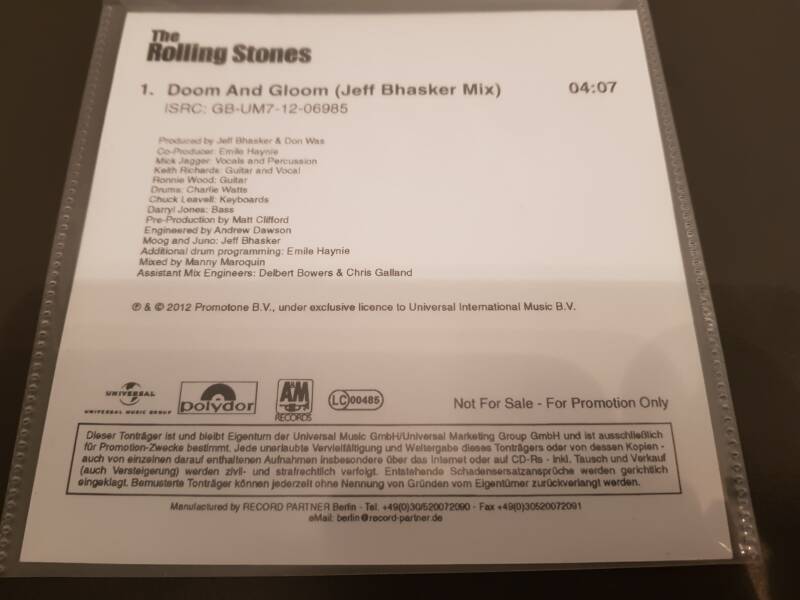 The
Rolling Stones
1. Doom And Gloom (Jeff Bhasker Mix) 04:07
ISRC: GB-UM7-12-06985
Produced by Jeff Bhasker & Don Was
Co-Producer: Emile Haynie
Mick Jagger: Vocals and Percussion
Keith Richards: Guitar and Vocal
Ronnie Wood: Guitar
Drums: Charlie Watts
Chuck Leavell: Keyboards
Darryl Jones: Bass
Pre-Production by Matt Clifford
Engineered by Andrew Dawson
Moog and Juno: Jeff Bhasker
Additional drum programming: Emile Haynie
Mixed by Manny Maroquin
Assistant Mix Engineers: Delbert Bowers & Chris Galland
℗ & © 2012 Promotone B.V., under exclusive licence to Universal International Music B.V.
UNIVERSAL
UNIVERSAL MUSIC GROUP
polydor
A&M
RECORDS
LC 00485
Not For Sale - For Promotion Only
Dieser Tonträger ist und bleibt Eigentum der Universal Music GmbH/Universal Marketing Group GmbH und ist ausschließlich
für Promotion-Zwecke bestimmt. Jede unerlaubte Vervielfältigung und Weitergabe dieses Tonträgers oder von dessen Kopien -
auch von einzelnen darauf enthaltenen Aufnahmen insbesondere über das Internet oder auf CD-Rs - inkl. Tausch und Verkauf
(auch Versteigerung) werden zivil- und strafrechtlich verfolgt. Entstehende Schadensersatzansprüche werden gerichtlich
eingeklagt. Bemusterte Tonträger können jederzeit ohne Nennung von Gründen vom Eigentümer zurückverlangt werden.
Manufactured by RECORD PARTNER Berlin - Tel. +49(0)30/520072090 - Fax +49(0)30520072091
eMail: berlin@record-partner.de